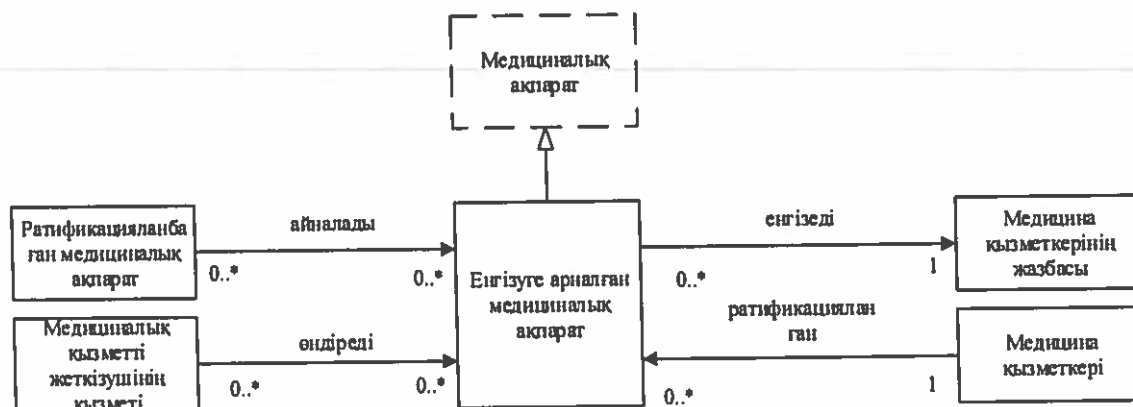 Медициналық
ақпарат
Ратификацияланба
ған медициналық
ақпарат
айналады
0..*
0..*
Медициналық
қызметті
жеткізушінің
қызметі
өндіреді
0..*
0..*
Енгізуге арналған
медициналық
ақпарат
енгізеді
0..*
1
Медицина
қызметкерінің
жазбасы
ратификациялан
ған
0..*
1
Медицина
қызметкері